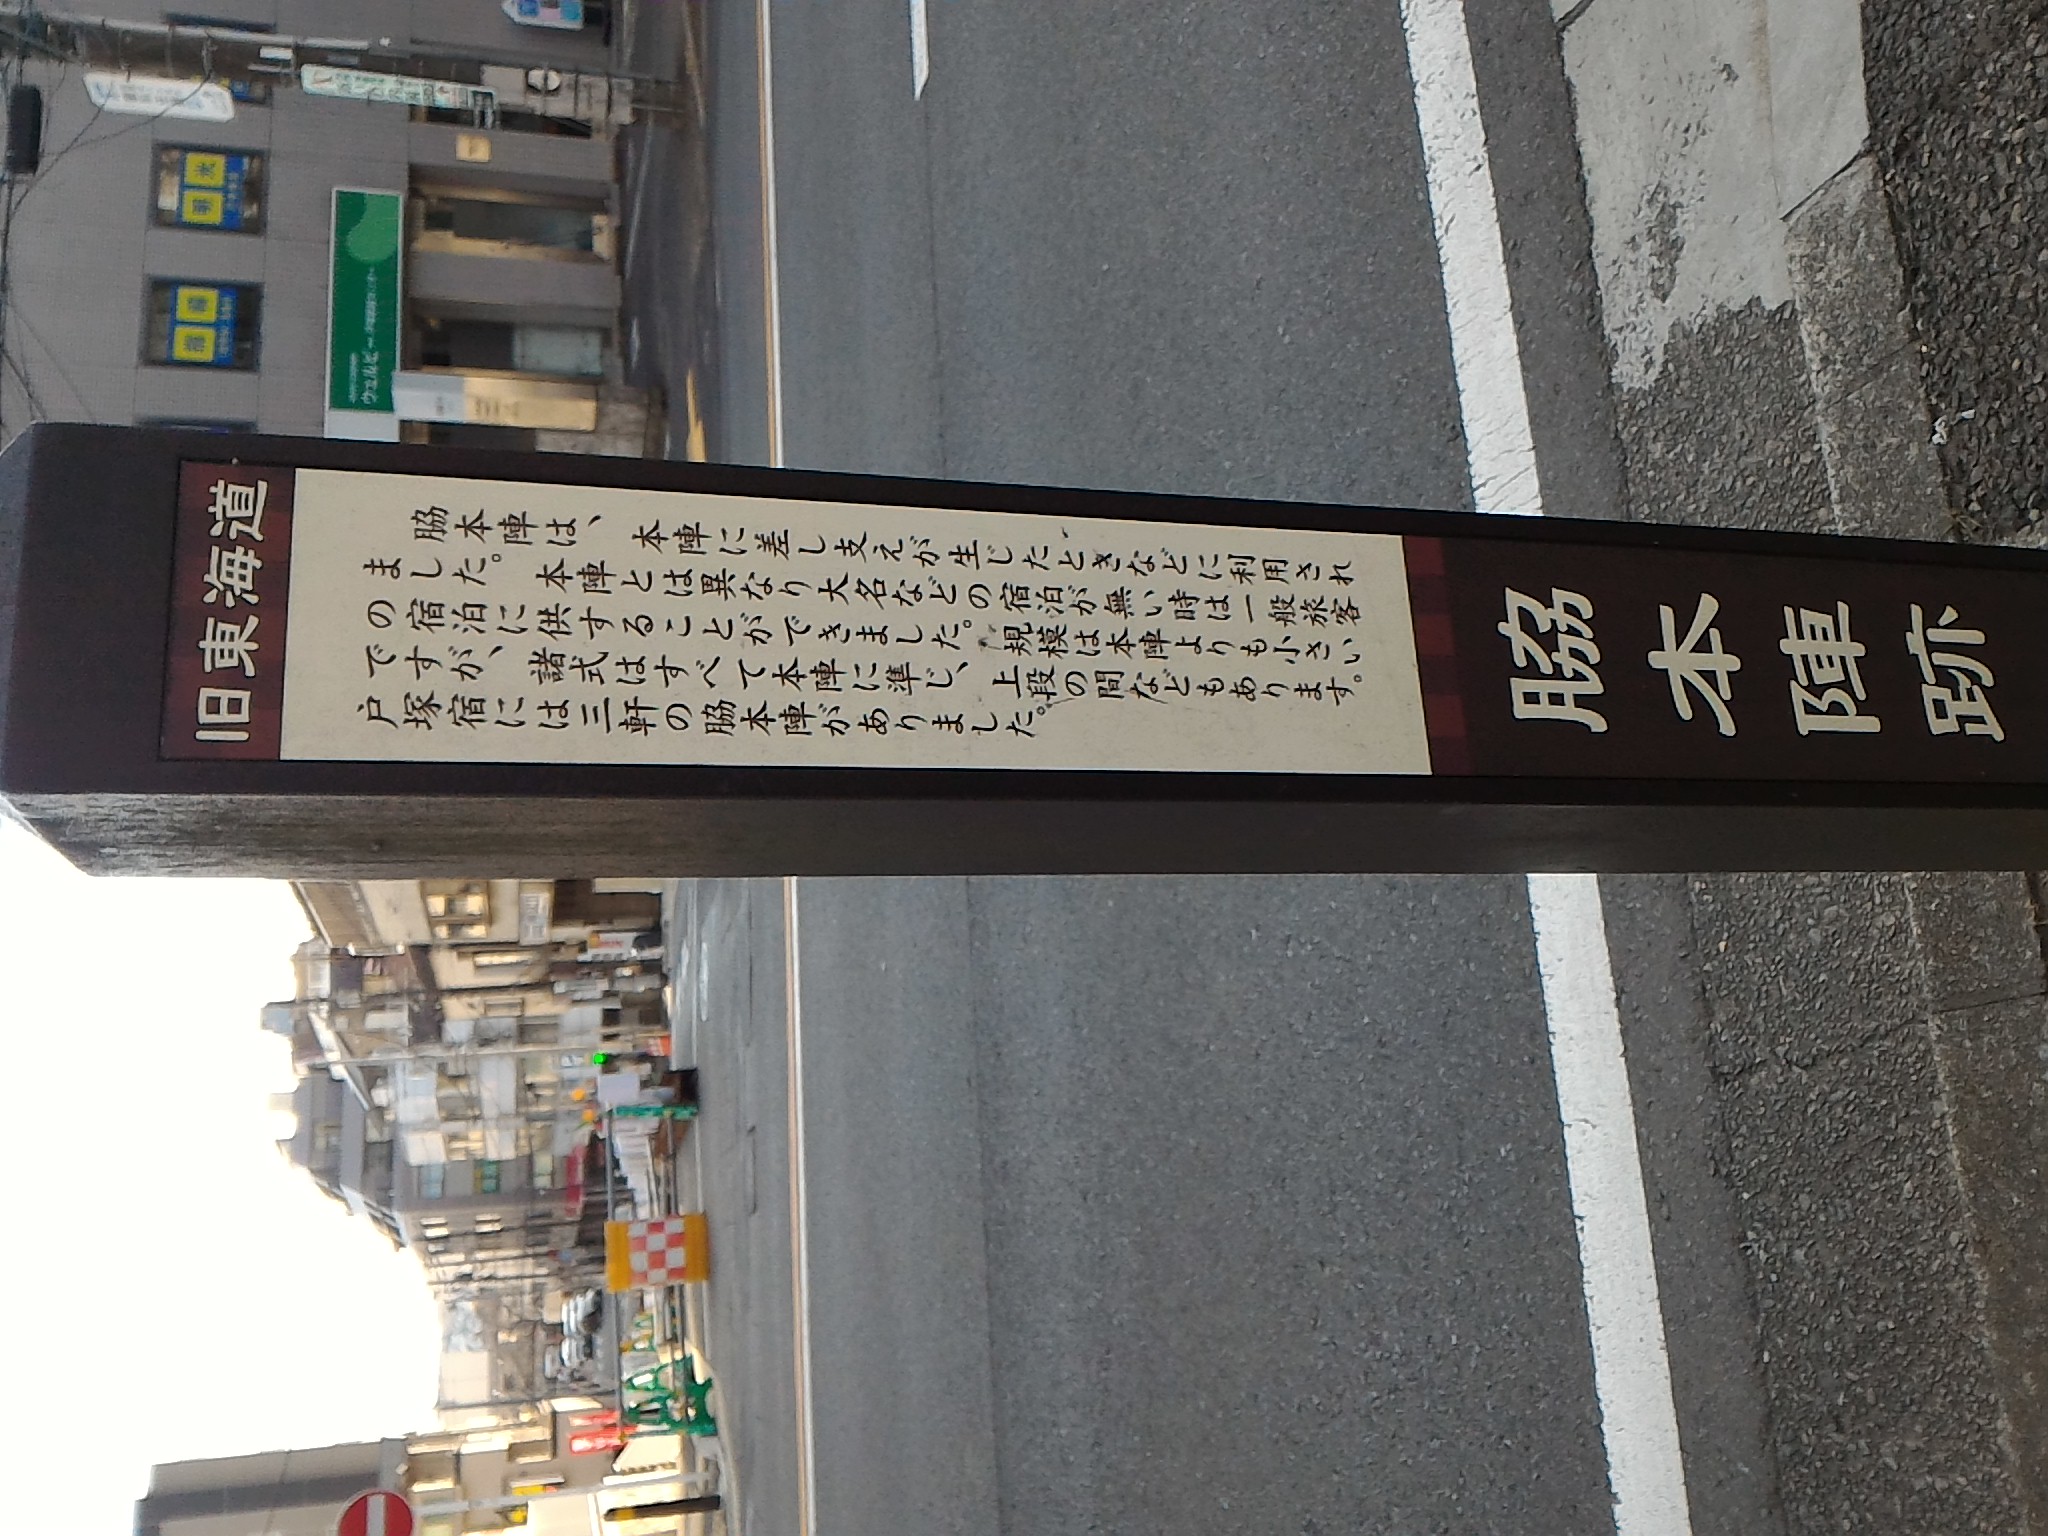 旧東海道
脇本陣は、本陣に差し支えが生じたときなどに利用され
ました。本陣とは異なり大名などの宿泊が無い時は一般旅客
の宿泊に供することができました。規模は本陣よりも小さい
ですが、諸式はすべて本陣に準じ、上段の間などもあります。
戸塚宿には三軒の脇本陣がありました。
脇本陣跡
ウェルビー